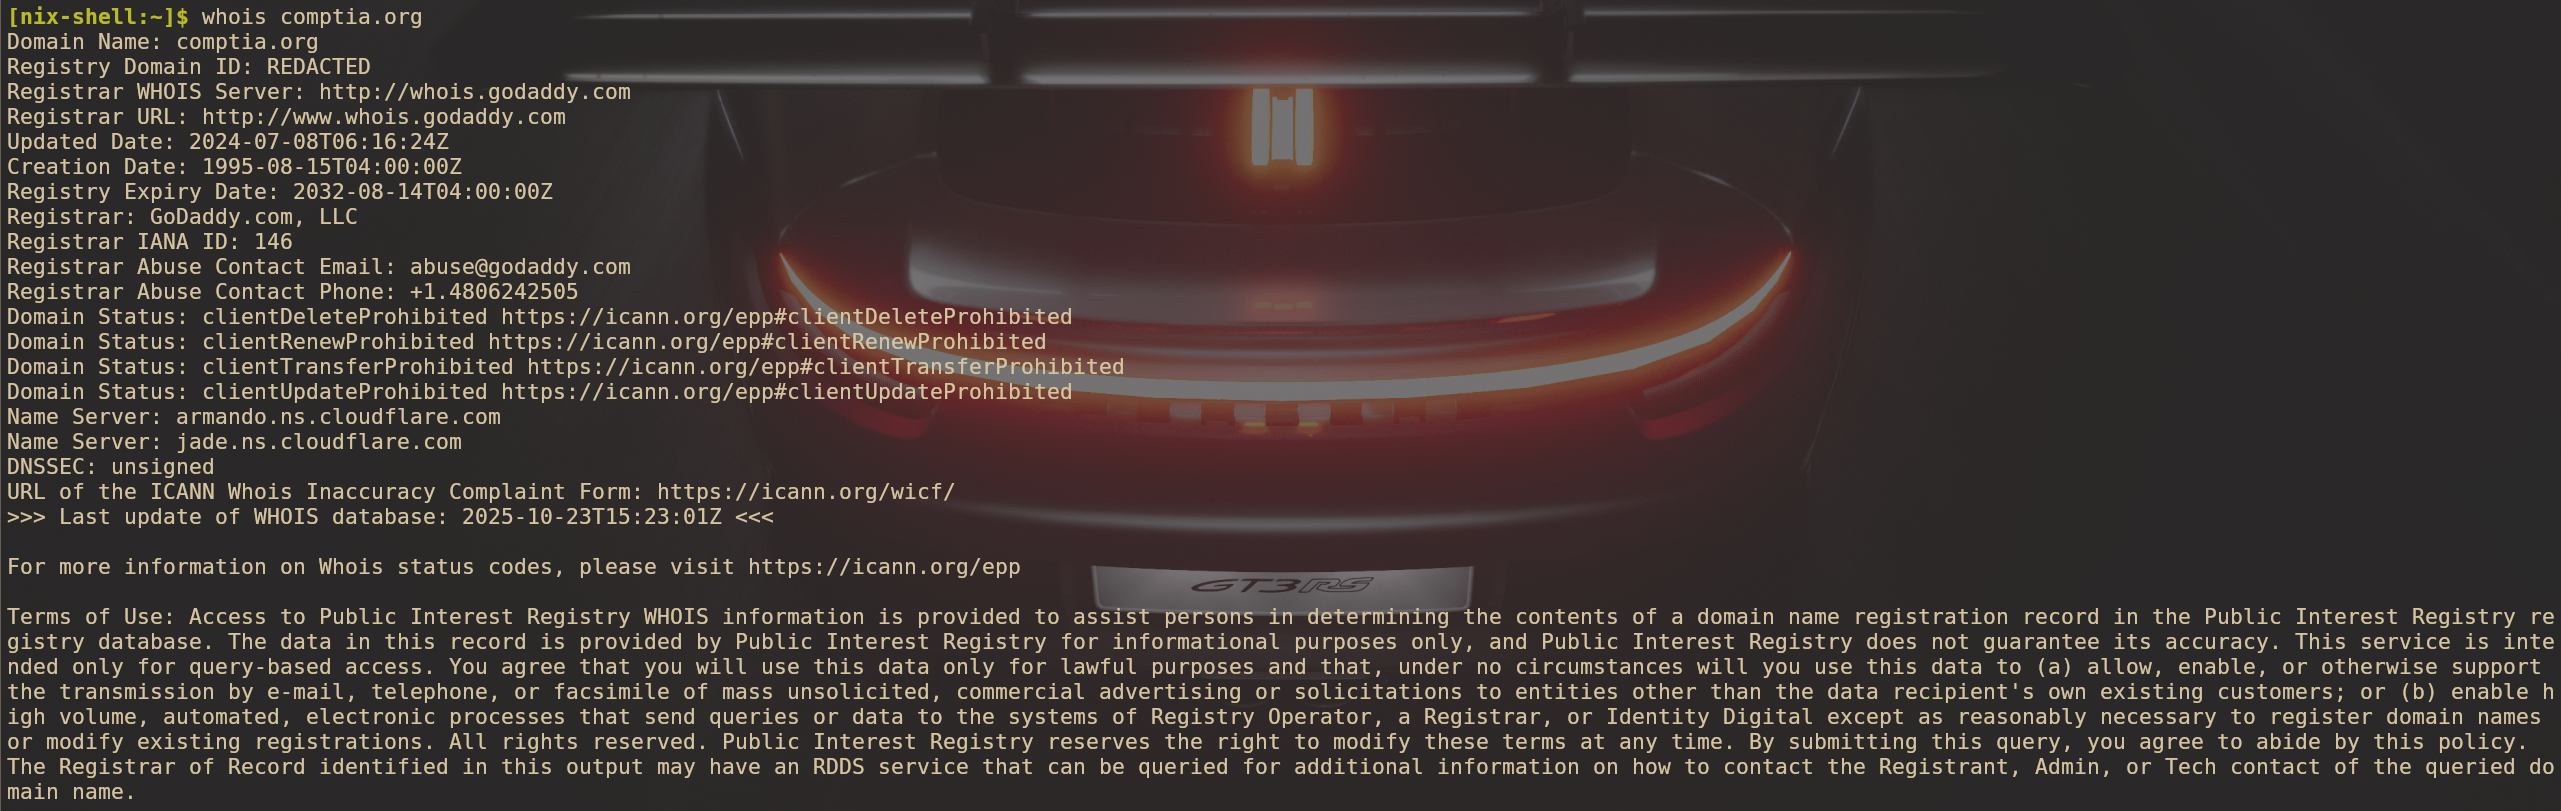 [nix-shell:~]$ whois comptia.org
Domain Name: comptia.org
Registry Domain ID: REDACTED
Registrar WHOIS Server: http://whois.godaddy.com
Registrar URL: http://www.whois.godaddy.com
Updated Date: 2024-07-08T06:16:24Z
Creation Date: 1995-08-15T04:00:00Z
Registry Expiry Date: 2032-08-14T04:00:00Z
Registrar: GoDaddy.com, LLC
Registrar IANA ID: 146
Registrar Abuse Contact Email: abuse@godaddy.com
Registrar Abuse Contact Phone: +1.4806242505
Domain Status: clientDeleteProhibited https://icann.org/epp#clientDeleteProhibited
Domain Status: clientRenewProhibited https://icann.org/epp#clientRenewProhibited
Domain Status: clientTransferProhibited https://icann.org/epp#clientTransferProhibited
Domain Status: clientUpdateProhibited https://icann.org/epp#clientUpdateProhibited
Name Server: armando.ns.cloudflare.com
Name Server: jade.ns.cloudflare.com
DNSSEC: unsigned
URL of the ICANN Whois Inaccuracy Complaint Form: https://icann.org/wicf/
>>> Last update of WHOIS database: 2025-10-23T15:23:01Z <<<
For more information on Whois status codes, please visit https://icann.org/epp
GT3RS
Terms of Use: Access to Public Interest Registry WHOIS information is provided to assist persons in determining the contents of a domain name registration record in the Public Interest Registry re
gistry database. The data in this record is provided by Public Interest Registry for informational purposes only, and Public Interest Registry does not guarantee its accuracy. This service is inte
nded only for query-based access. You agree that you will use this data only for lawful purposes and that, under no circumstances will you use this data to (a) allow, enable, or otherwise support
the transmission by e-mail, telephone, or facsimile of mass unsolicited, commercial advertising or solicitations to entities other than the data recipient's own existing customers; or (b) enable h
igh volume, automated, electronic processes that send queries or data to the systems of Registry Operator, a Registrar, or Identity Digital except as reasonably necessary to register domain names
or modify existing registrations. All rights reserved. Public Interest Registry reserves the right to modify these terms at any time. By submitting this query, you agree to abide by this policy.
The Registrar of Record identified in this output may have an RDDS service that can be queried for additional information on how to contact the Registrant, Admin, or Tech contact of the queried do
main name.